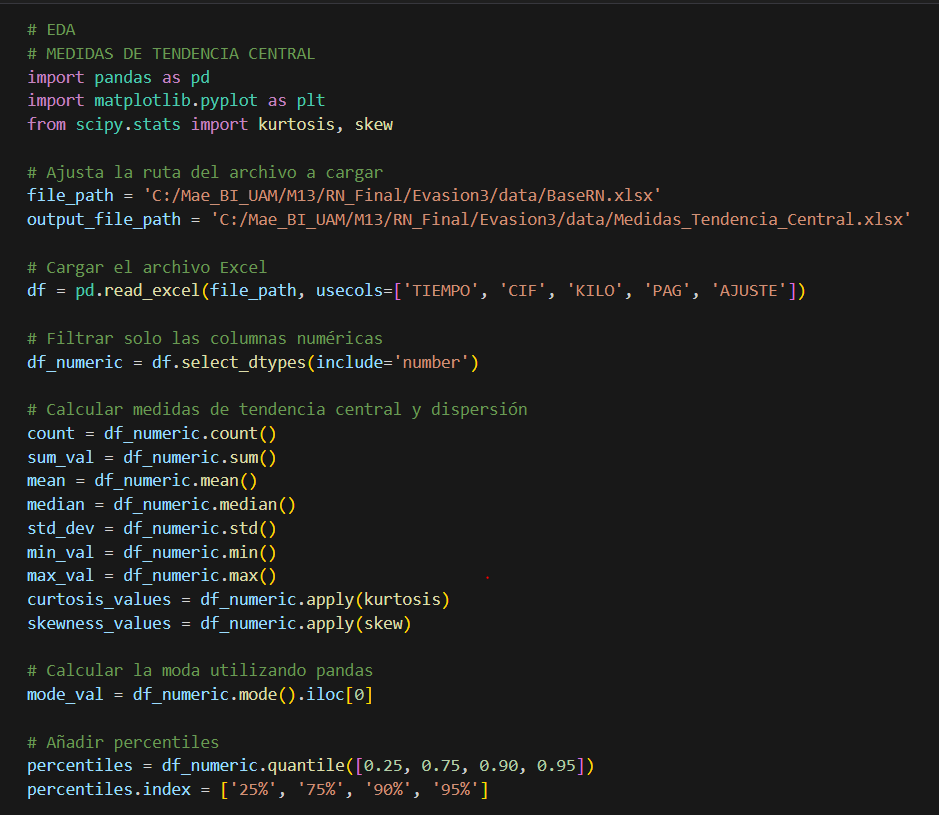 # EDA
# MEDIDAS DE TENDENCIA CENTRAL
import pandas as pd
import matplotlib.pyplot as plt
from scipy.stats import kurtosis, skew
# Ajusta la ruta del archivo a cargar
file_path = 'C:/Mae_BI_UAM/M13/RN_Final/Evasion3/data/BaseRN.xlsx'
output_file_path = 'C:/Mae_BI_UAM/M13/RN_Final/Evasion3/data/Medidas_Tendencia_Central.xlsx'
# Cargar el archivo Excel
df = pd.read_excel(file_path, usecols=['TIEMPO', 'CIF', 'KILO', 'PAG', 'AJUSTE'])
# Filtrar solo las columnas numéricas
df_numeric = df.select_dtypes(include='number')
# Calcular medidas de tendencia central y dispersión
count = df_numeric.count()
sum_val = df_numeric.sum()
mean = df_numeric.mean()
median = df_numeric.median()
std_dev = df_numeric.std()
min_val = df_numeric.min()
max_val = df_numeric.max()
curtosis_values = df_numeric.apply(kurtosis)
skewness_values = df_numeric.apply(skew)
# Calcular la moda utilizando pandas
mode_val = df_numeric.mode().iloc[0]
# Añadir percentiles
percentiles = df_numeric.quantile([0.25, 0.75, 0.90, 0.95])
percentiles.index = ['25%', '75%', '90%', '95%']